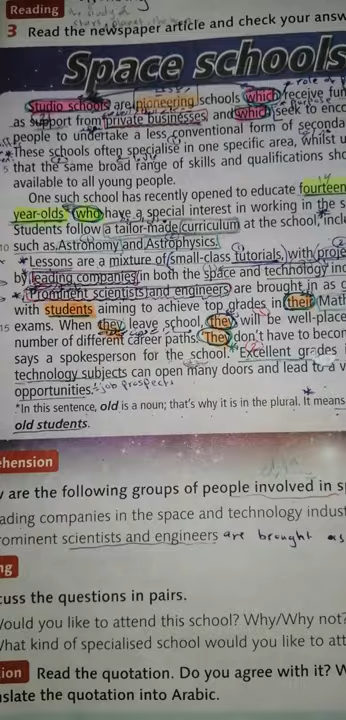 Reading
3 Read the newspaper article and check your answ
Space schools
Studio schools are pioneering schools which receive fun
as support from private businesses, and which seek to enco
people to undertake a less conventional form of seconda
*These schools often specialise in one specific area, whilst u
5 that the same broad range of skills and qualifications sho
available to all young people.
One such school has recently opened to educate fourteen
year-olds who have a special interest in working in the s
Students follow a tailor-made curriculum at the school, incl
10 such as Astronomy and Astrophysics.
Lessons are a mixture of small-class tutorials, with proje
by leading companies in both the space and technology ind
Prominent scientists and engineers are brought in as g
with students aiming to achieve top grades in their Math
15 exams. When they leave school, they will be well-place
number of different career paths. 'They don't have to becom
says a spokesperson for the school. 'Excellent grades i
technology subjects can open many doors and lead to a v
opportunities.' job prospects
*In this sentence, old is a noun; that's why it is in the plural. It means
old students.
hension
y are the following groups of people involved in s
ading companies in the space and technology indust
rominent scientists and engineers are brought as
ng
cuss the questions in pairs.
Vould you like to attend this school? Why/Why not?
What kind of specialised school would you like to att
ion Read the quotation. Do you agree with it? W
nslate the quotation into Arabic.